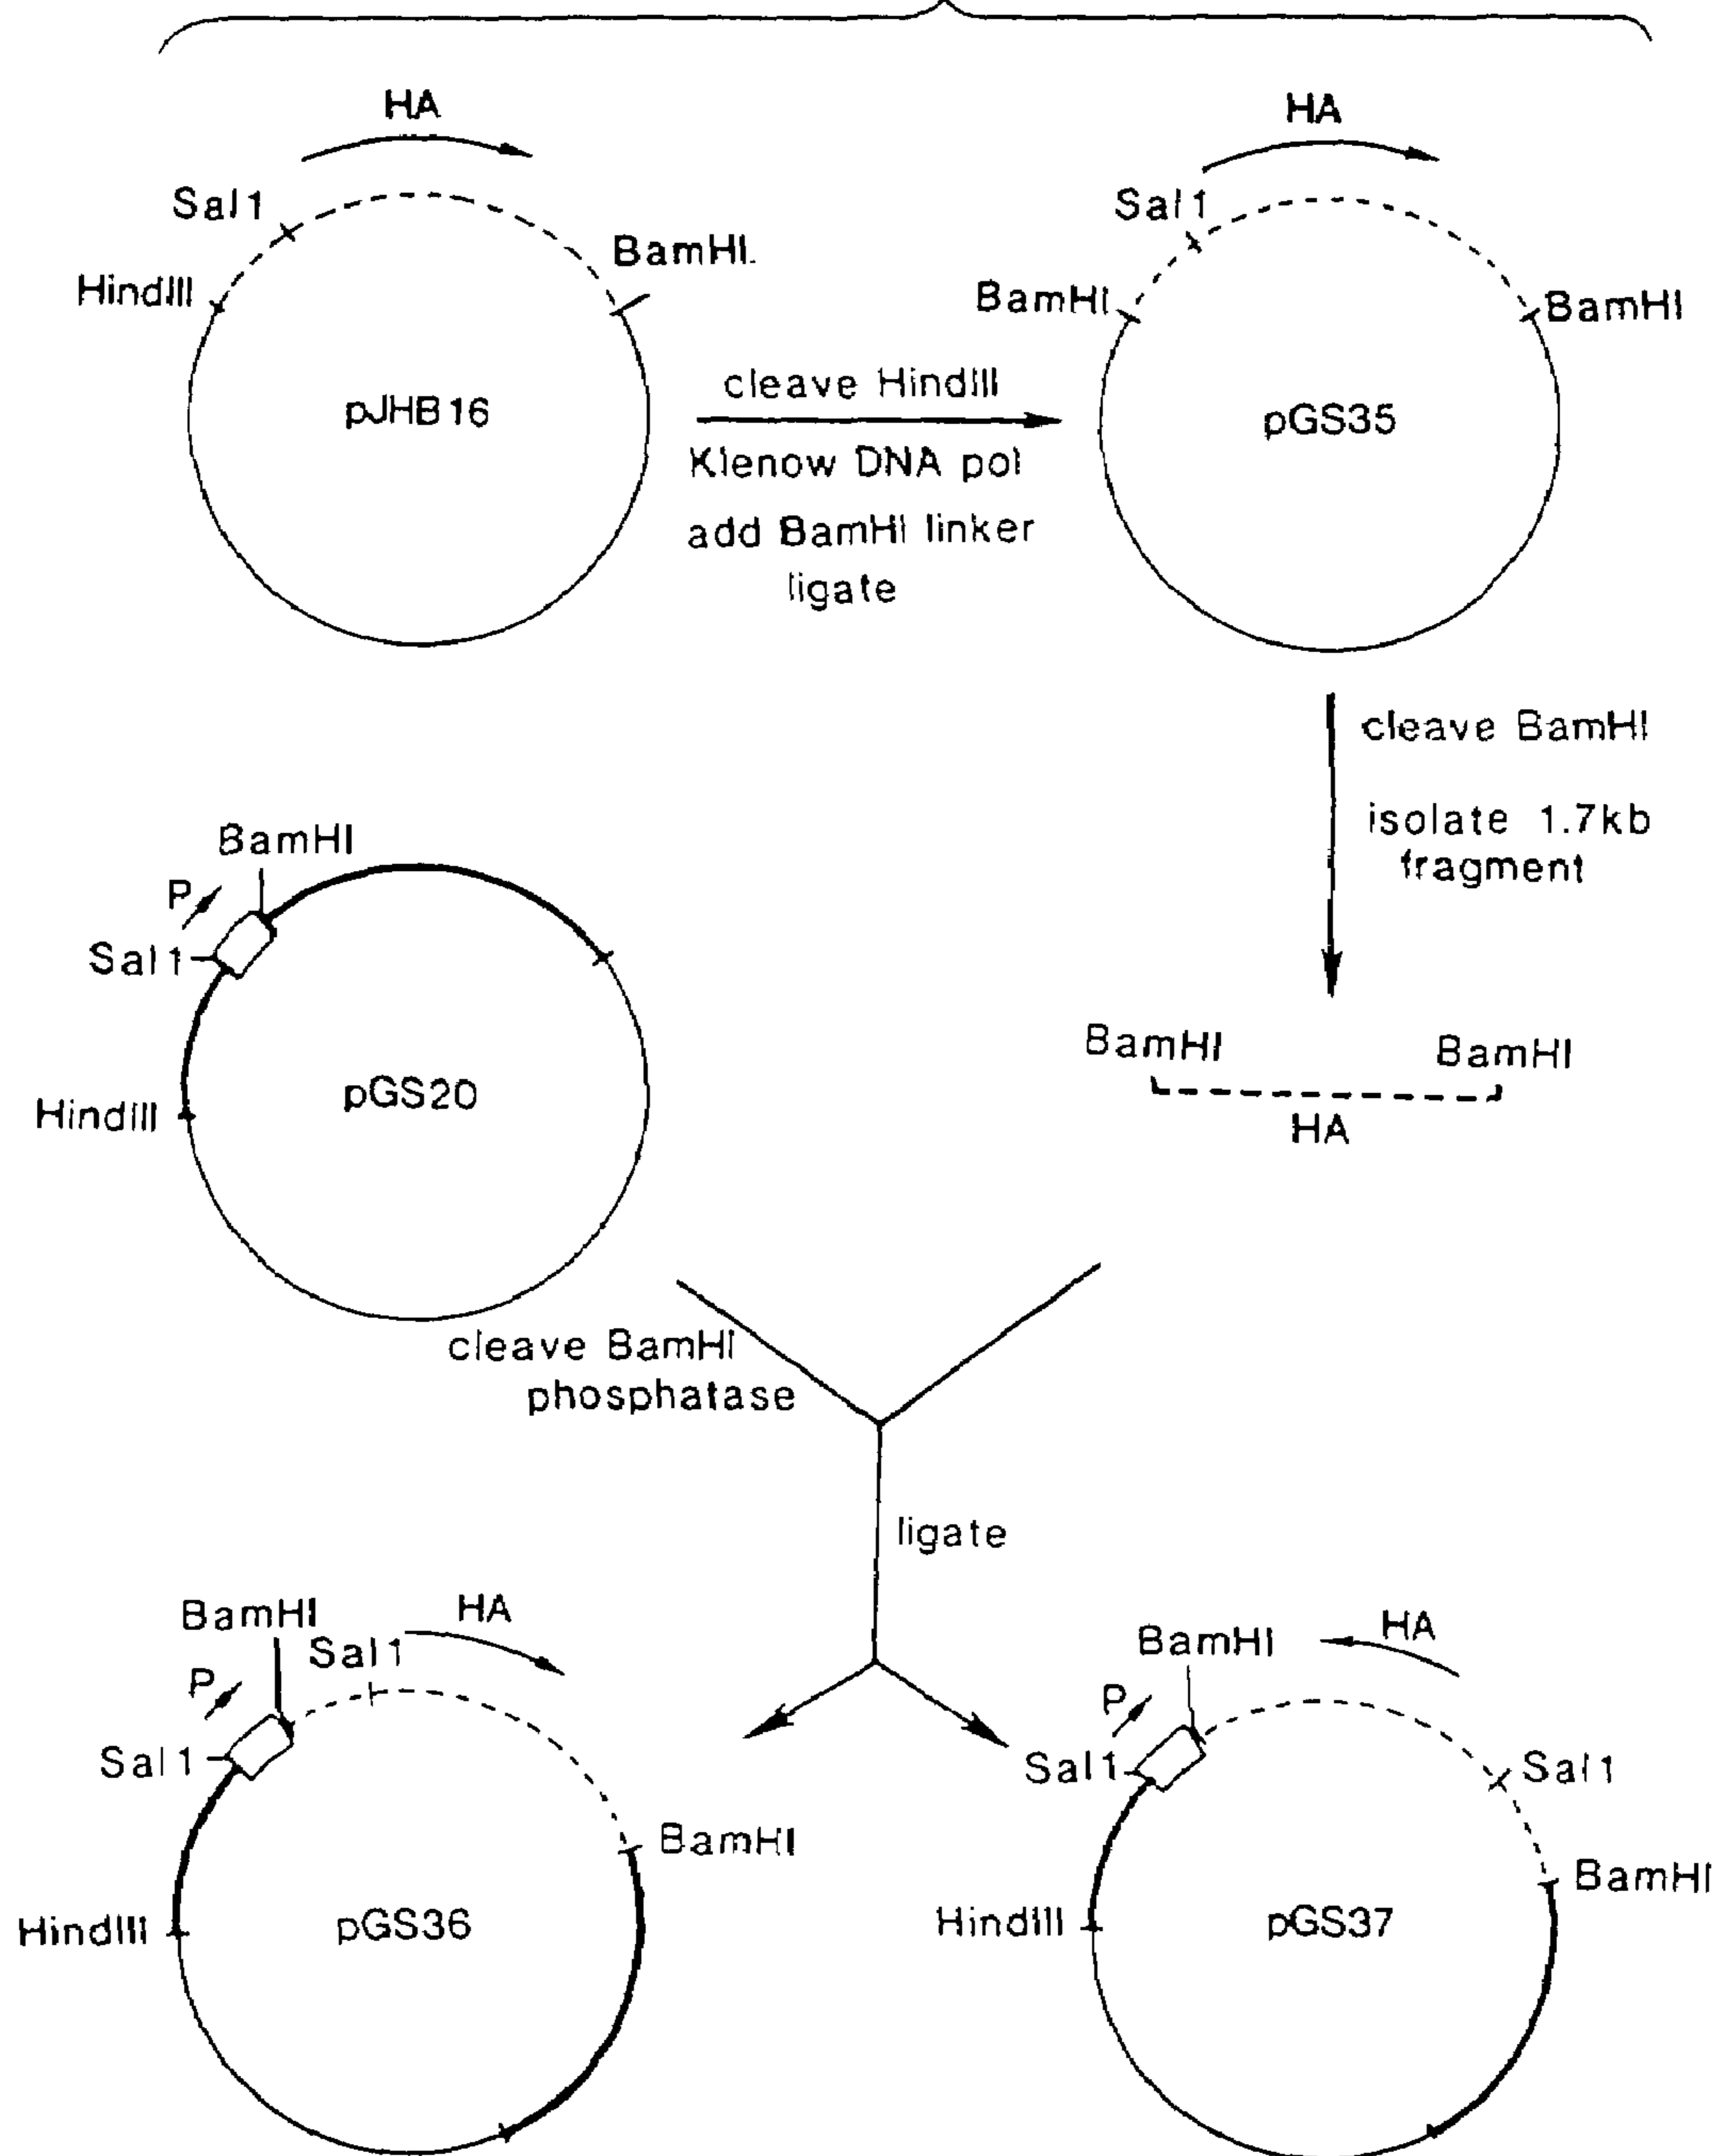 HA
Sal1
HindIII
BamHI.
pJHB16
cleave HindIII
Klenow DNA pol
add BamHI linker
ligate
HA
Sal1
BamHI
BamHI
pGS35
cleave BamHI
isolate 1.7kb
fragment
BamHI
P
Sal1
HindIII
pGS20
BamHI
BamHI
HA
cleave BamHI
phosphatase
ligate
BamHI
HA
Sal1
P
Sal1
BamHI
HindIII
pGS36
HA
BamHI
P
Sal1
Sal1
BamHI
HindIII
pGS37